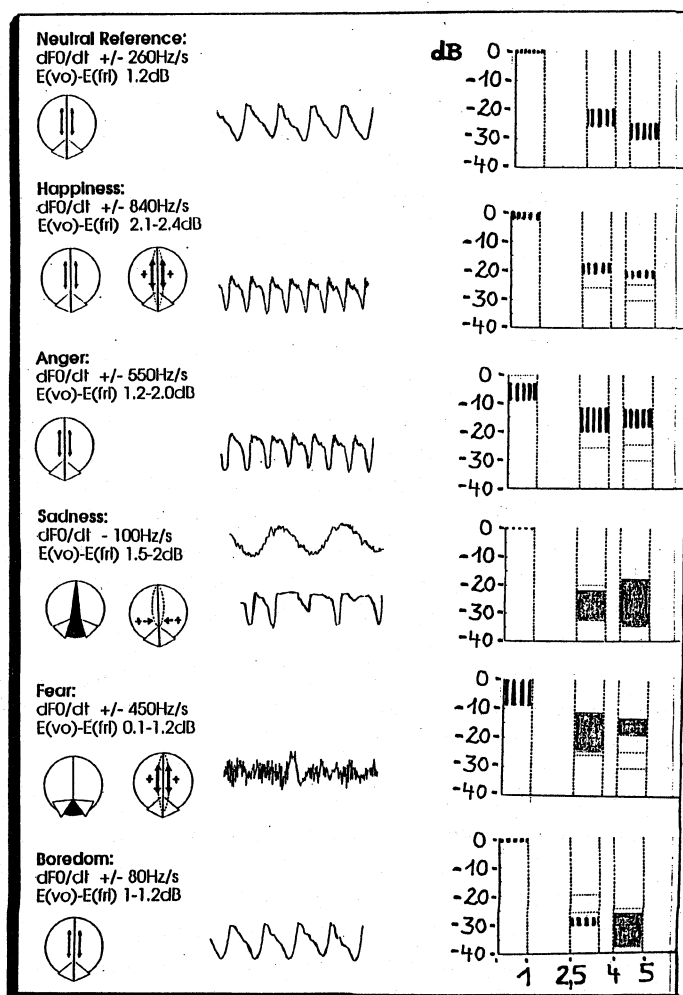 Neutral Reference:
dF0/dt +/- 260Hz/s
E(vo)-E(fri) 1.2dB
dB
0
-10
-20
-30
-40
Happiness:
dF0/dt +/- 840Hz/s
E(vo)-E(fri) 2.1-2.4dB
+ +
0
-10
-20
-30
-40
Anger:
dF0/dt +/- 550Hz/s
E(vo)-E(fri) 1.2-2.0dB
0
-10
-20
-30
-40
Sadness:
dF0/dt - 100Hz/s
E(vo)-E(fri) 1.5-2dB
+ +
0
-10
-20
-30
-40
Fear:
dF0/dt +/- 450Hz/s
E(vo)-E(fri) 0.1-1.2dB
+ +
0
-10
-20
-30
-40
Boredom:
dF0/dt +/- 80Hz/s
E(vo)-E(fri) 1-1.2dB
0
-10
-20
-30
-40
1 2,5 4 5